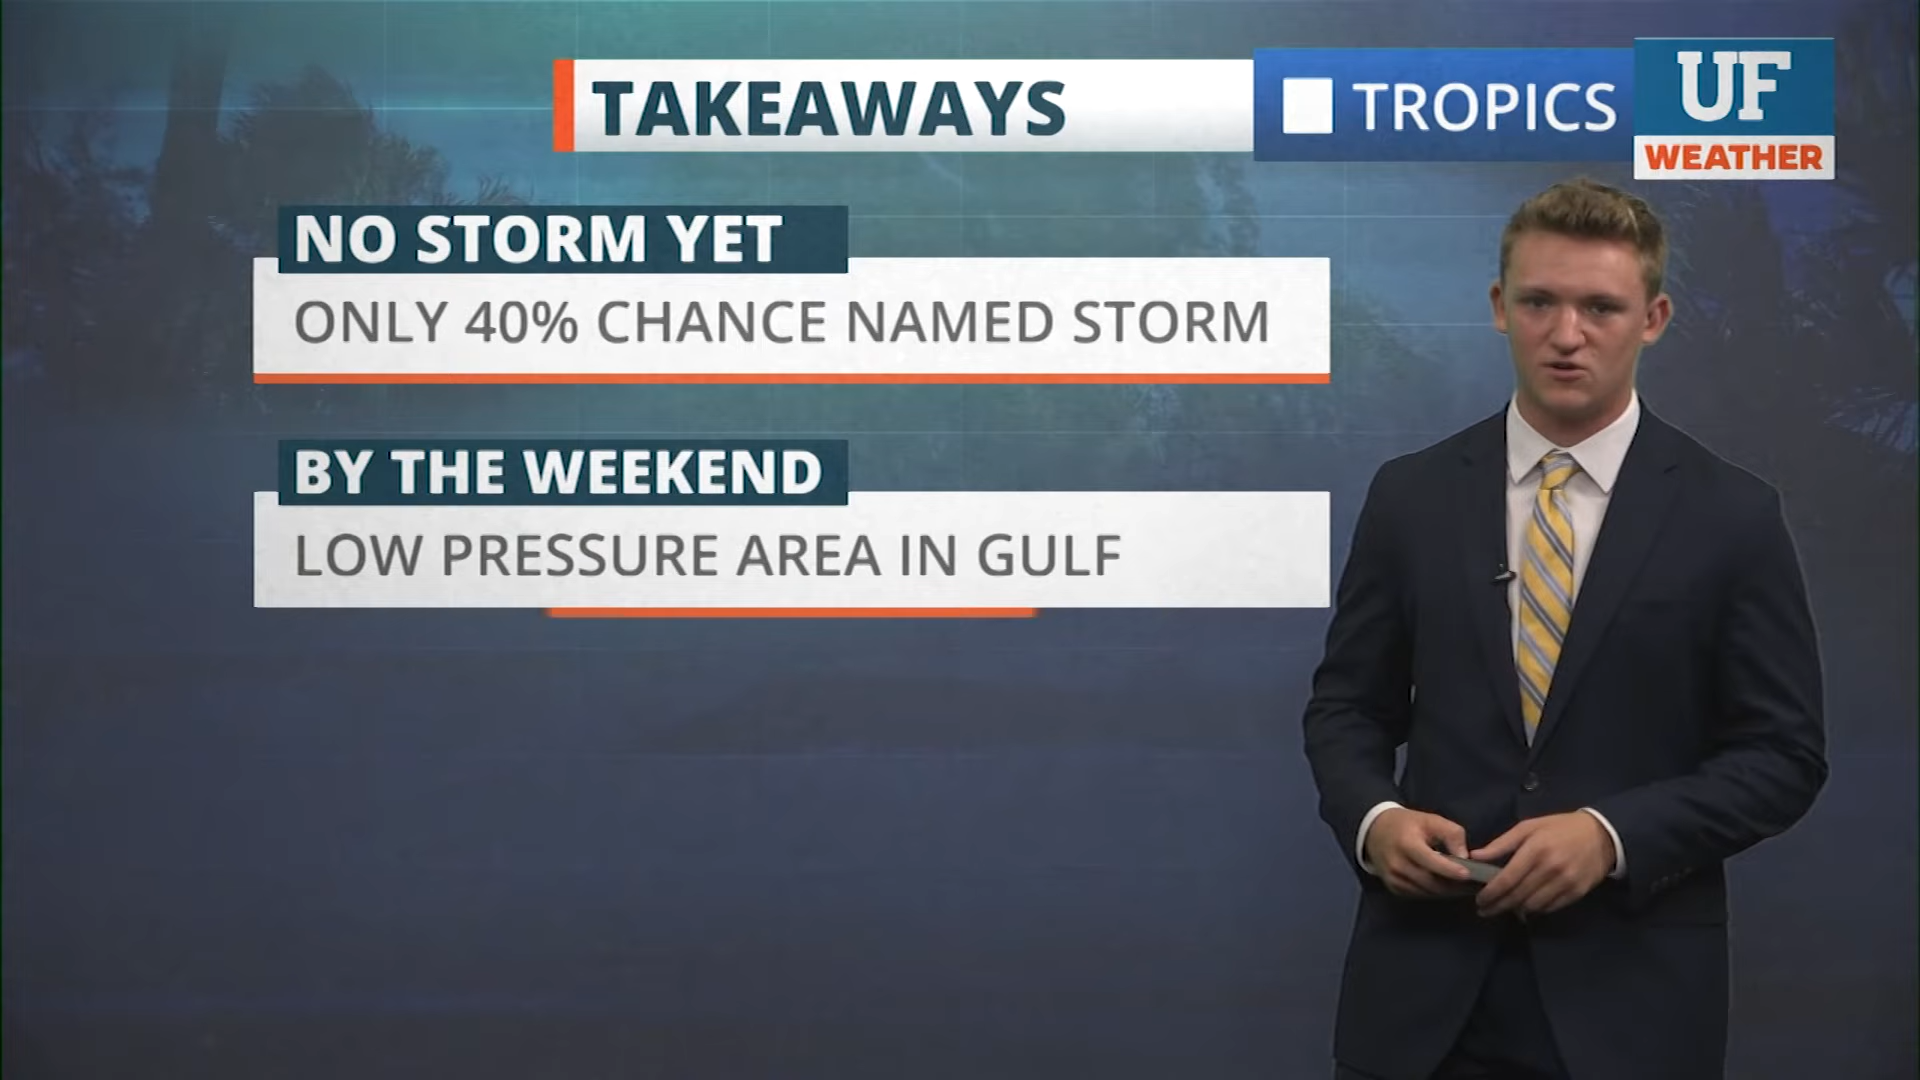 TAKEAWAYS
TROPICS
UF
WEATHER
NO STORM YET
ONLY 40% CHANCE NAMED STORM
BY THE WEEKEND
LOW PRESSURE AREA IN GULF